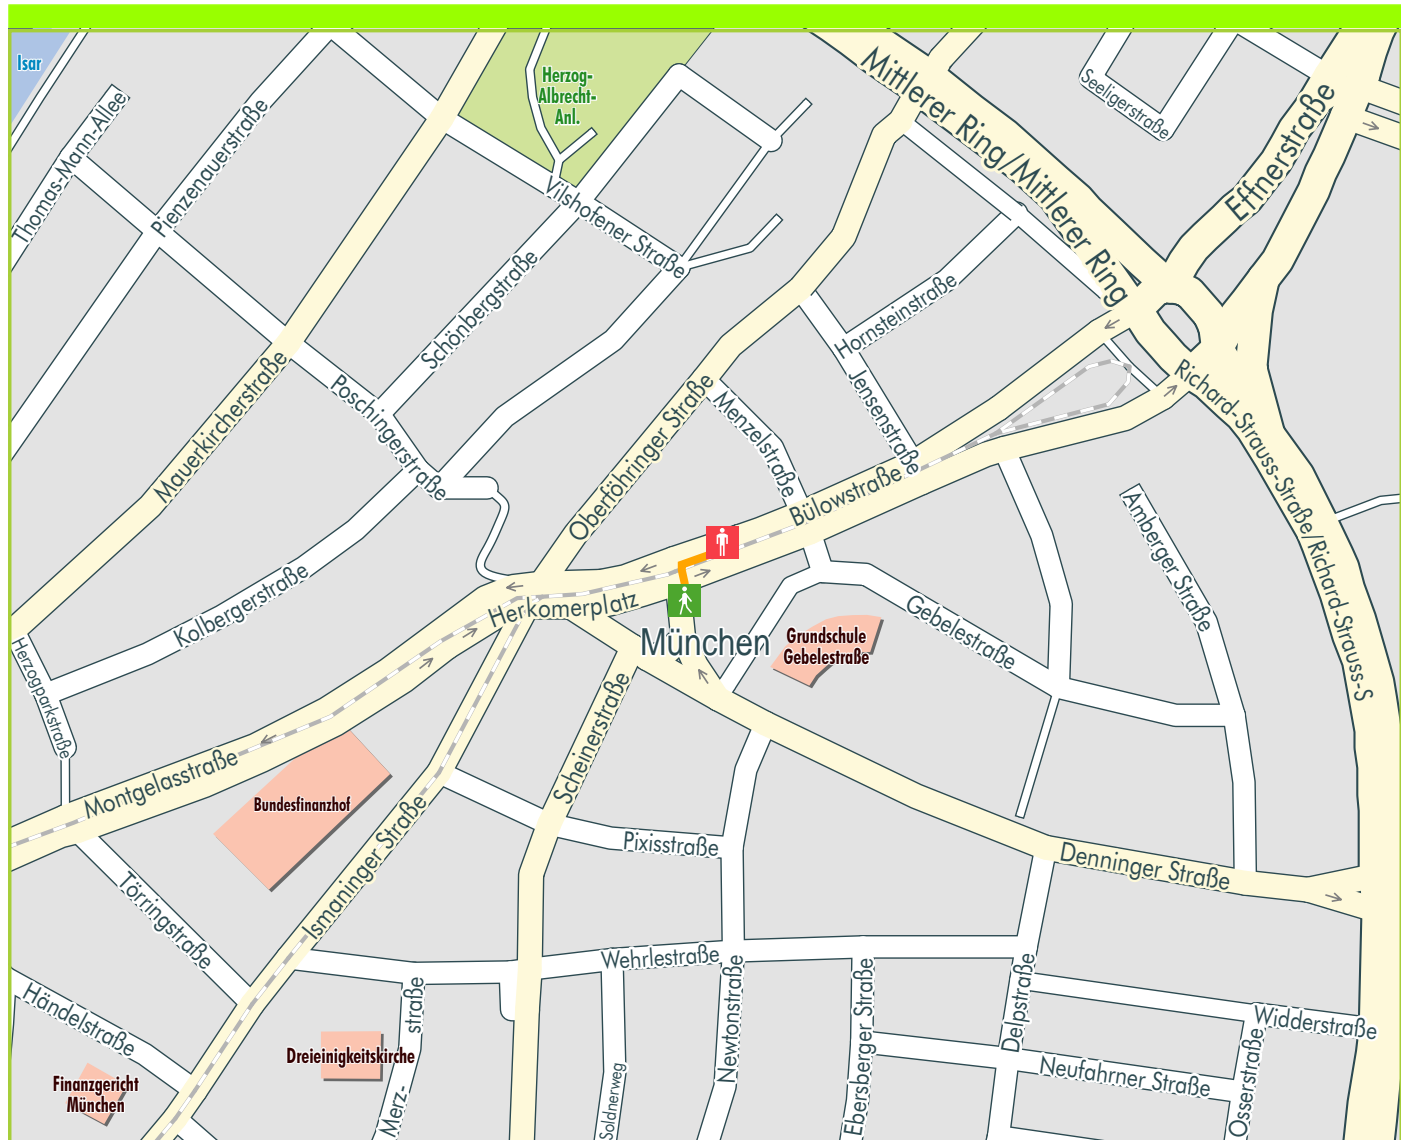 Isar
Herzog-
Albrecht-
Anl.
Mittlerer Ring/Mittlerer Ring
Seeligerstraße
Effnerstraße
Thomas-Mann-Allee
Pienzenauerstraße
Vilshofener Straße
Schönbergstraße
Hornsteinstraße
Jensenstraße
Mauerkircherstraße
Poschingerstraße
Oberföhringer Straße
Menzelstraße
Bülowstraße
Richard-Strauss-Straße/Richard-Strauss-S
Amberger Straße
Kolbergerstraße
Herkomerplatz
München
Grundschule
Gebelestraße
Gebelestraße
Herzogparkstraße
Scheinerstraße
Montgelasstraße
Bundesfinanzhof
Ismaninger Straße
Pixisstraße
Denninger Straße
Törringstraße
Wehrlestraße
Händelstraße
Merz-
straße
Newtonstraße
Ebersberger Straße
Delpstraße
Widderstraße
Dreieinigkeitskirche
Neufahrner Straße
Osserstraße
Soldnerweg
Finanzgericht
München